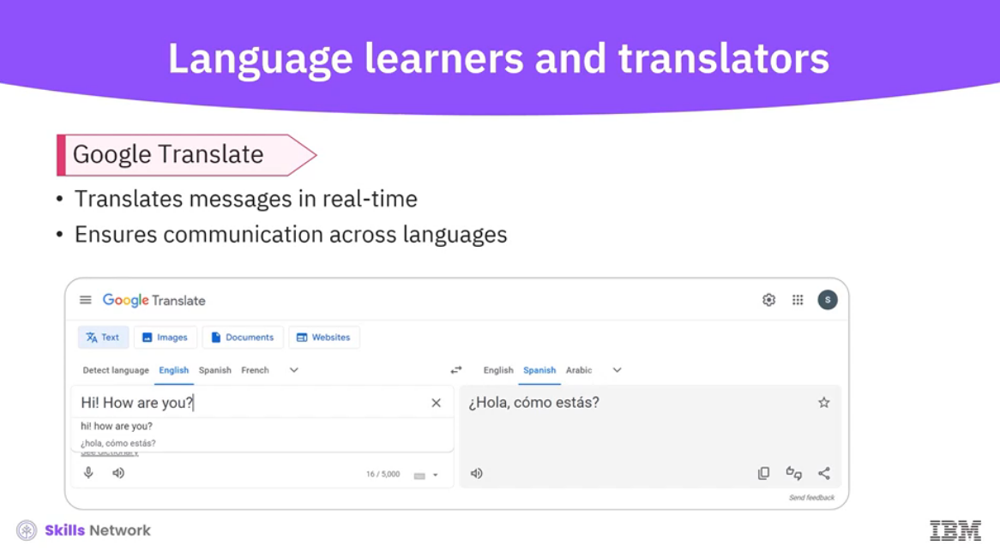 Language learners and translators
Google Translate
• Translates messages in real-time
• Ensures communication across languages
Google Translate
S
Text Images Documents Websites
Detect language English Spanish French
English Spanish Arabic
Hi! How are you?
¿Hola, cómo estás?
hi! how are you?
¿hola, cómo estás?
See dictionary
16 / 5,000
Send feedback
Skills Network
IBM